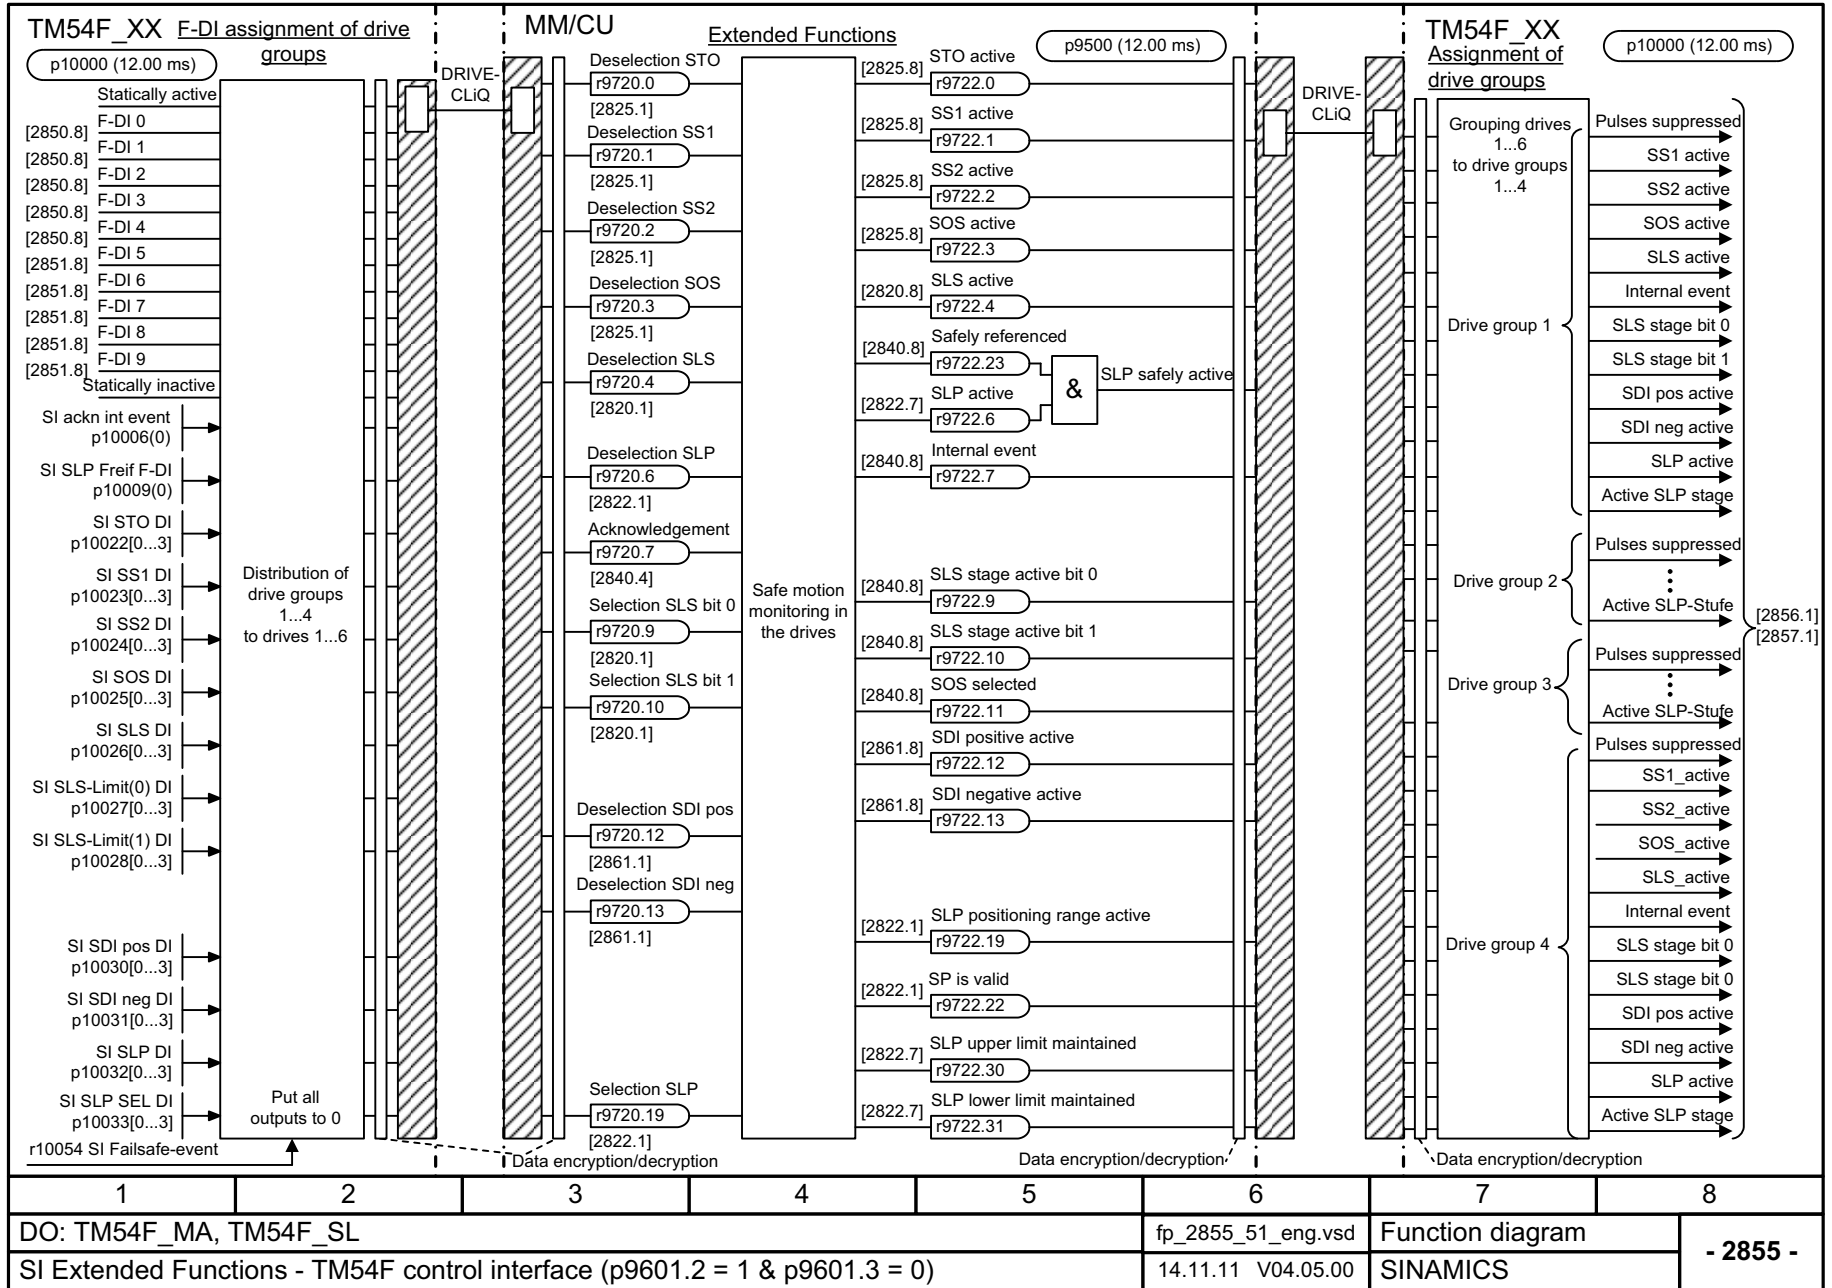 TM54F_XX
F-DI assignment of drive
groups
p10000 (12.00 ms)
Statically active
F-DI 0
[2850.8]
F-DI 1
[2850.8]
F-DI 2
[2850.8]
F-DI 3
[2850.8]
F-DI 4
[2850.8]
F-DI 5
[2851.8]
F-DI 6
[2851.8]
F-DI 7
[2851.8]
F-DI 8
[2851.8]
F-DI 9
[2851.8]
Statically inactive
SI ackn int event
p10006(0)
SI SLP Freif F-DI
p10009(0)
SI STO DI
p10022[0...3]
SI SS1 DI
p10023[0...3]
SI SS2 DI
p10024[0...3]
SI SOS DI
p10025[0...3]
SI SLS DI
p10026[0...3]
SI SLS-Limit(0) DI
p10027[0...3]
SI SLS-Limit(1) DI
p10028[0...3]
SI SDI pos DI
p10030[0...3]
SI SDI neg DI
p10031[0...3]
SI SLP DI
p10032[0...3]
SI SLP SEL DI
p10033[0...3]
r10054 SI Failsafe-event
Distribution of
drive groups
1...4
to drives 1...6
Put all
outputs to 0
DRIVE-
CLiQ
MM/CU
Extended Functions
p9500 (12.00 ms)
Deselection STO
r9720.0
[2825.1]
Deselection SS1
r9720.1
[2825.1]
Deselection SS2
r9720.2
[2825.1]
Deselection SOS
r9720.3
[2825.1]
Deselection SLS
r9720.4
[2820.1]
Deselection SLP
r9720.6
[2822.1]
Acknowledgement
r9720.7
[2840.4]
Selection SLS bit 0
r9720.9
[2820.1]
Selection SLS bit 1
r9720.10
[2820.1]
Deselection SDI pos
r9720.12
[2861.1]
Deselection SDI neg
r9720.13
[2861.1]
Selection SLP
r9720.19
[2822.1]
Data encryption/decryption
Safe motion
monitoring in
the drives
STO active
[2825.8]
r9722.0
SS1 active
[2825.8]
r9722.1
SS2 active
[2825.8]
r9722.2
SOS active
[2825.8]
r9722.3
SLS active
[2820.8]
r9722.4
Safely referenced
[2840.8]
r9722.23
SLP active
[2822.7]
r9722.6
&
SLP safely active
Internal event
[2840.8]
r9722.7
SLS stage active bit 0
[2840.8]
r9722.9
SLS stage active bit 1
[2840.8]
r9722.10
SOS selected
[2840.8]
r9722.11
SDI positive active
[2861.8]
r9722.12
SDI negative active
[2861.8]
r9722.13
SLP positioning range active
[2822.1]
r9722.19
SP is valid
[2822.1]
r9722.22
SLP upper limit maintained
[2822.7]
r9722.30
SLP lower limit maintained
[2822.7]
r9722.31
Data encryption/decryption
DRIVE-
CLiQ
TM54F_XX
Assignment of
drive groups
p10000 (12.00 ms)
Grouping drives
1...6
to drive groups
1...4
Drive group 1
Pulses suppressed
SS1 active
SS2 active
SOS active
SLS active
Internal event
SLS stage bit 0
SLS stage bit 1
SDI pos active
SDI neg active
SLP active
Active SLP stage
Drive group 2
Pulses suppressed
Active SLP-Stufe
Drive group 3
Pulses suppressed
Active SLP-Stufe
Drive group 4
Pulses suppressed
SS1_active
SS2_active
SOS_active
SLS_active
Internal event
SLS stage bit 0
SLS stage bit 0
SDI pos active
SDI neg active
SLP active
Active SLP stage
[2856.1]
[2857.1]
Data encryption/decryption
1 2 3 4 5 6 7 8
DO: TM54F_MA, TM54F_SL
fp_2855_51_eng.vsd
Function diagram
- 2855 -
SI Extended Functions - TM54F control interface (p9601.2 = 1 & p9601.3 = 0)
14.11.11 V04.05.00
SINAMICS